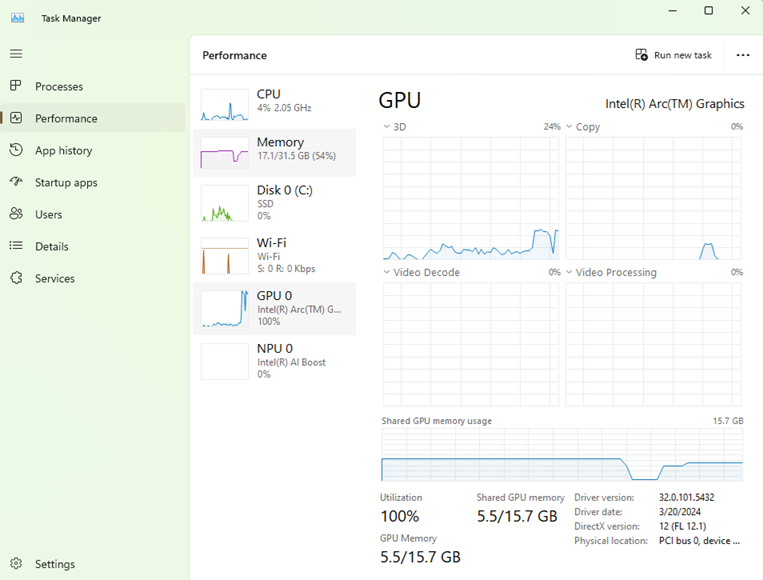 Task Manager
Performance
Run new task
Processes
Performance
App history
Startup apps
Users
Details
Services
Settings
CPU
4% 2.05 GHz
Memory
17.1/31.5 GB (54%)
Disk 0 (C:)
SSD
0%
Wi-Fi
Wi-Fi
S: 0 R: 0 Kbps
GPU 0
Intel(R) Arc(TM) G...
100%
NPU 0
Intel(R) AI Boost
0%
GPU
Intel(R) Arc(TM) Graphics
3D 24%
Copy 0%
Video Decode 0%
Video Processing 0%
Shared GPU memory usage 15.7 GB
Utilization
100%
Shared GPU memory
5.5/15.7 GB
GPU Memory
5.5/15.7 GB
Driver version: 32.0.101.5432
Driver date: 3/20/2024
DirectX version: 12 (FL 12.1)
Physical location: PCI bus 0, device ...